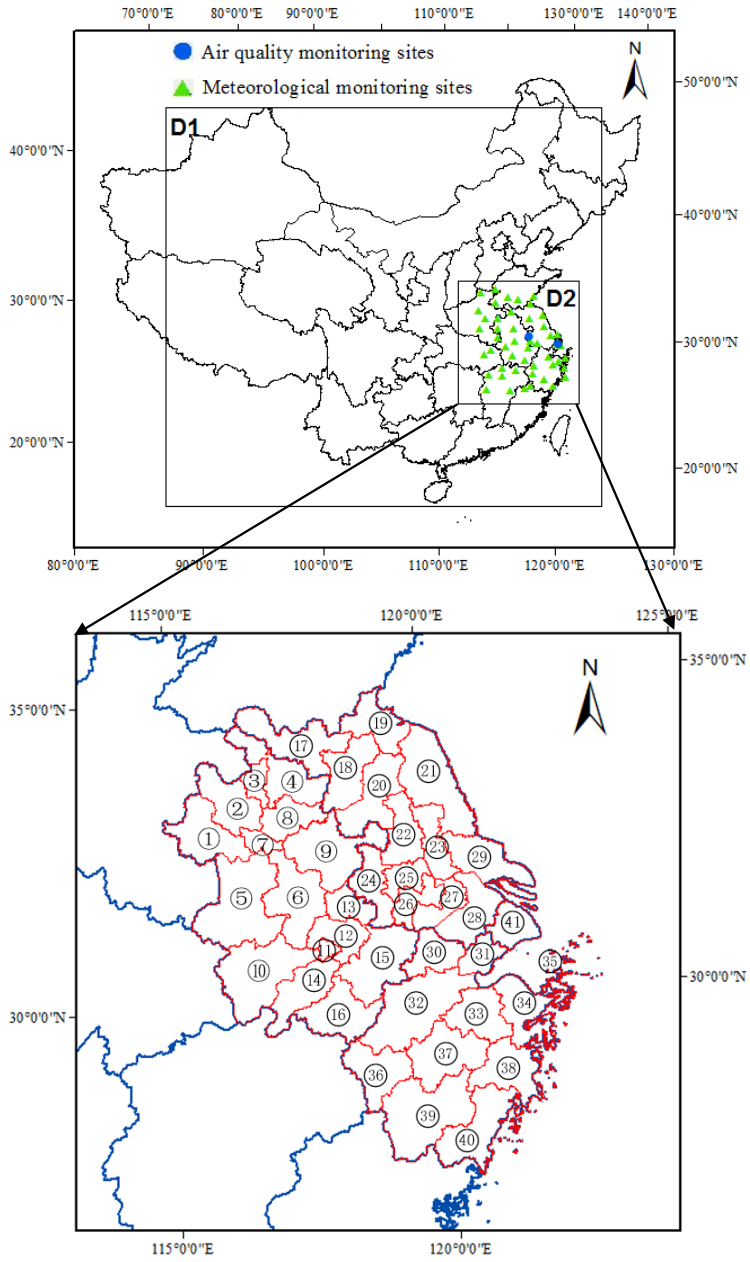 70°0'0"E 80°0'0"E 90°0'0"E 110°0'0"E 130°0'0"E 140°0'0"E
Air quality monitoring sites
Meteorological monitoring sites
N
50°0'0"N
D1
40°0'0"N
40°0'0"N
30°0'0"N
D2
30°0'0"N
20°0'0"N
20°0'0"N
80°0'0"E 90°0'0"E 100°0'0"E 110°0'0"E 120°0'0"E 130°0'0"E
115°0'0"E 120°0'0"E 125°0'0"E
35°0'0"N
N
35°0'0"N
⑲
⑰
⑱
㉑
③ ④ ⑳
②
⑧
① ㉒
⑦ ㉓
⑨ ㉙
㉔ ㉕
⑤ ⑥ ㉗
⑬ ㉖
㉘ ㊶
⑫
⑪ ㉚ ㉛
⑮ ㉟
⑩
⑭
30°0'0"N
㉜ ㉞
⑯ ㉝
30°0'0"N
㊲
㊱ ㊳
㊴
㊵
115°0'0"E 120°0'0"E